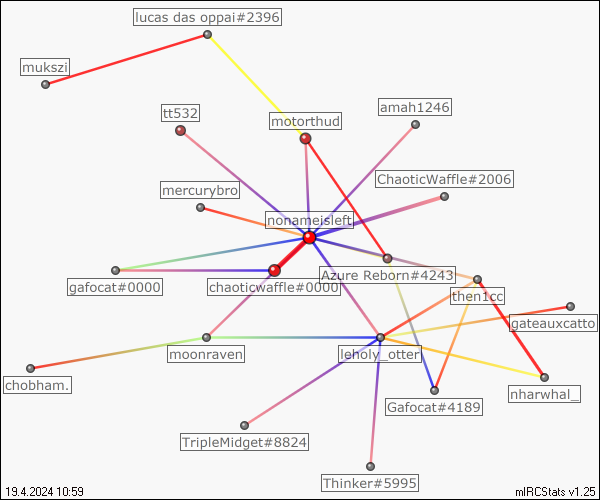 lucas das oppai#2396
mukszi
tt532
motorthud
amah1246
ChaoticWaffle#2006
mercurybro
nonameisleft
Azure Reborn#4243
gafocat#0000
chaoticwaffle#0000
then1cc
gateauxcatto
moonraven
leholy_otter
chobham.
nharwhal_
Gafocat#4189
TripleMidget#8824
Thinker#5995
19.4.2024 10:59
mIRCStats v1.25